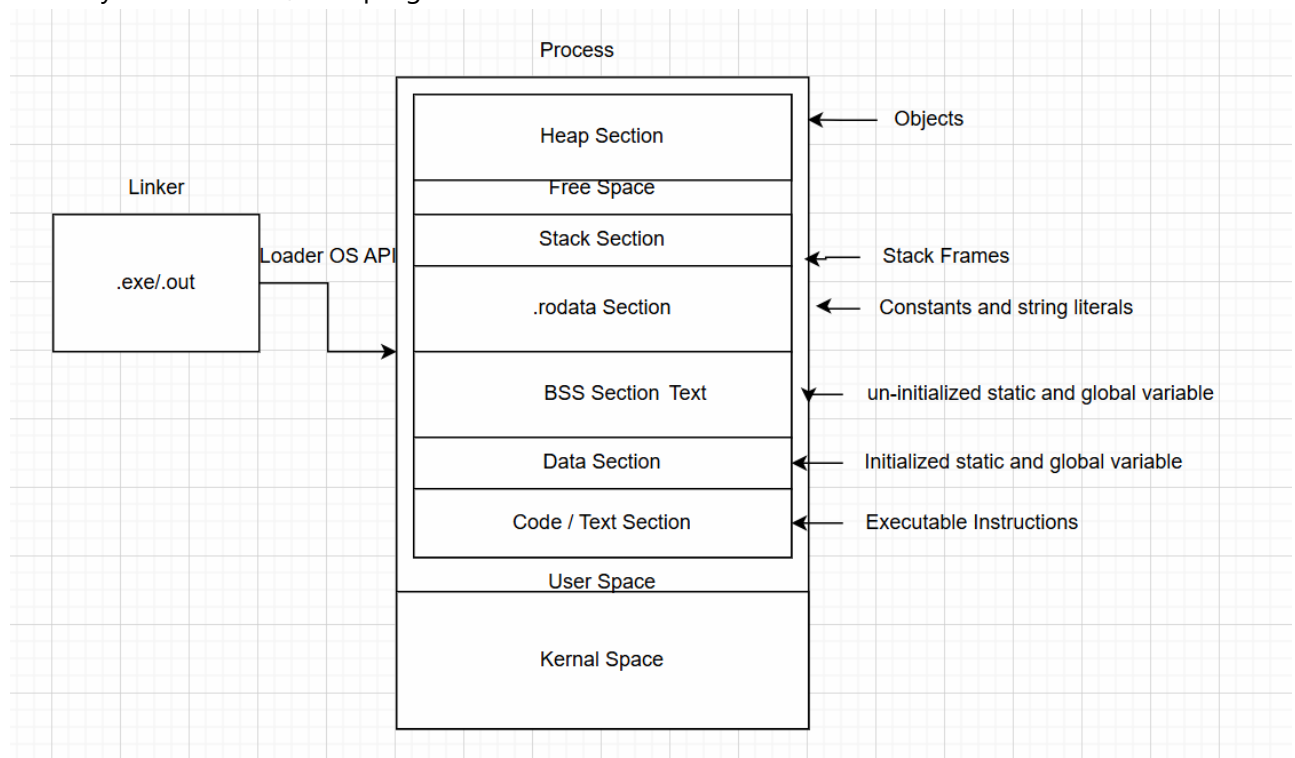 Process
Heap Section
Objects
Linker
Free Space
Stack Section
Loader OS API
Stack Frames
.exe/.out
.rodata Section
Constants and string literals
BSS Section Text
un-initialized static and global variable
Data Section
Initialized static and global variable
Code / Text Section
Executable Instructions
User Space
Kernal Space